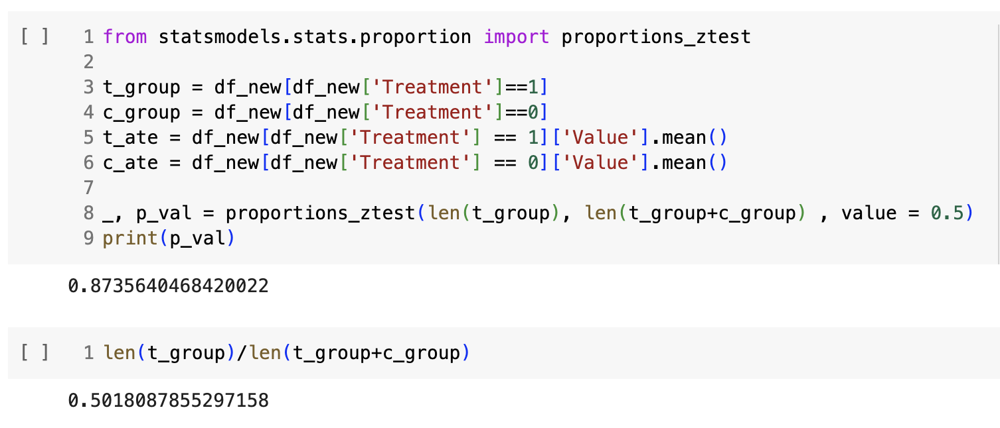 [ ] 1 from statsmodels.stats.proportion import proportions_ztest
2
3 t_group = df_new[df_new['Treatment']==1]
4 c_group = df_new[df_new['Treatment']==0]
5 t_ate = df_new[df_new['Treatment'] == 1]['Value'].mean()
6 c_ate = df_new[df_new['Treatment'] == 0]['Value'].mean()
7
8 _, p_val = proportions_ztest(len(t_group), len(t_group+c_group) , value = 0.5)
9 print(p_val)
0.8735640468420022
[ ] 1 len(t_group)/len(t_group+c_group)
0.5018087855297158